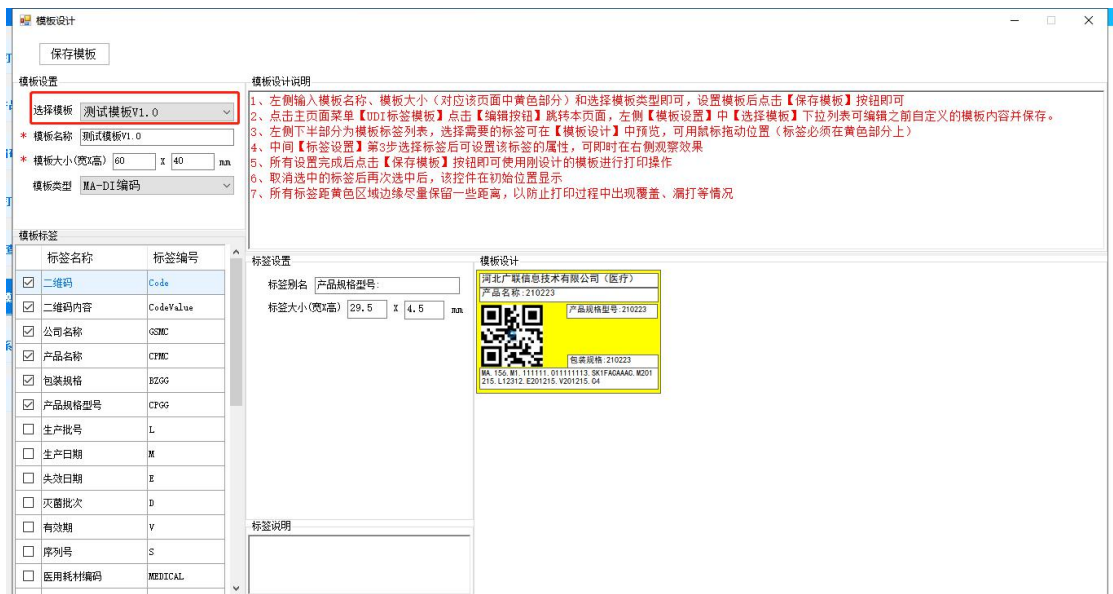 模板设计
保存模板
模板设置
选择模板 测试模板V1.0
* 模板名称 测试模板V1.0
* 模板大小(宽X高) 60 X 40 mm
模板类型 MA-DI编码
模板设计说明
1、左侧输入模板名称、模板大小（对应该页面中黄色部分）和选择模板类型即可，设置模板后点击【保存模板】按钮即可
2、点击主页面菜单【UDI标签模板】点击【编辑按钮】跳转本页面，左侧【模板设置】中【选择模板】下拉列表可编辑之前自定义的模板内容并保存。
3、左侧下半部分为模板标签列表，选择需要的标签可在【模板设计】中预览，可用鼠标拖动位置（标签必须在黄色部分上）
4、中间【标签设置】第3步选择标签后可设置该标签的属性，可即时在右侧观察效果
5、所有设置完成后点击【保存模板】按钮即可使用刚设计的模板进行打印操作
6、取消选中的标签后再次选中后，该控件在初始位置显示
7、所有标签距黄色区域边缘尽量保留一些距离，以防止打印过程中出现覆盖、漏打等情况
模板标签
标签名称 标签编号
二维码 Code
二维码内容 CodeValue
公司名称 GSMC
产品名称 CPMC
包装规格 BZGG
产品规格型号 CPGG
生产批号 L
生产日期 M
失效日期 E
灭菌批次 D
有效期 V
序列号 S
医用耗材编码 MEDICAL
标签设置
标签别名 产品规格型号:
标签大小(宽X高) 29.5 X 4.5 mm
标签说明
模板设计
河北广联信息技术有限公司（医疗）
产品名称:210223
产品规格型号:210223
包装规格:210223
MA.156.M1.111111.011111113.SK1FACAAAC.M201
215.L12312.E201215.V201215.C4